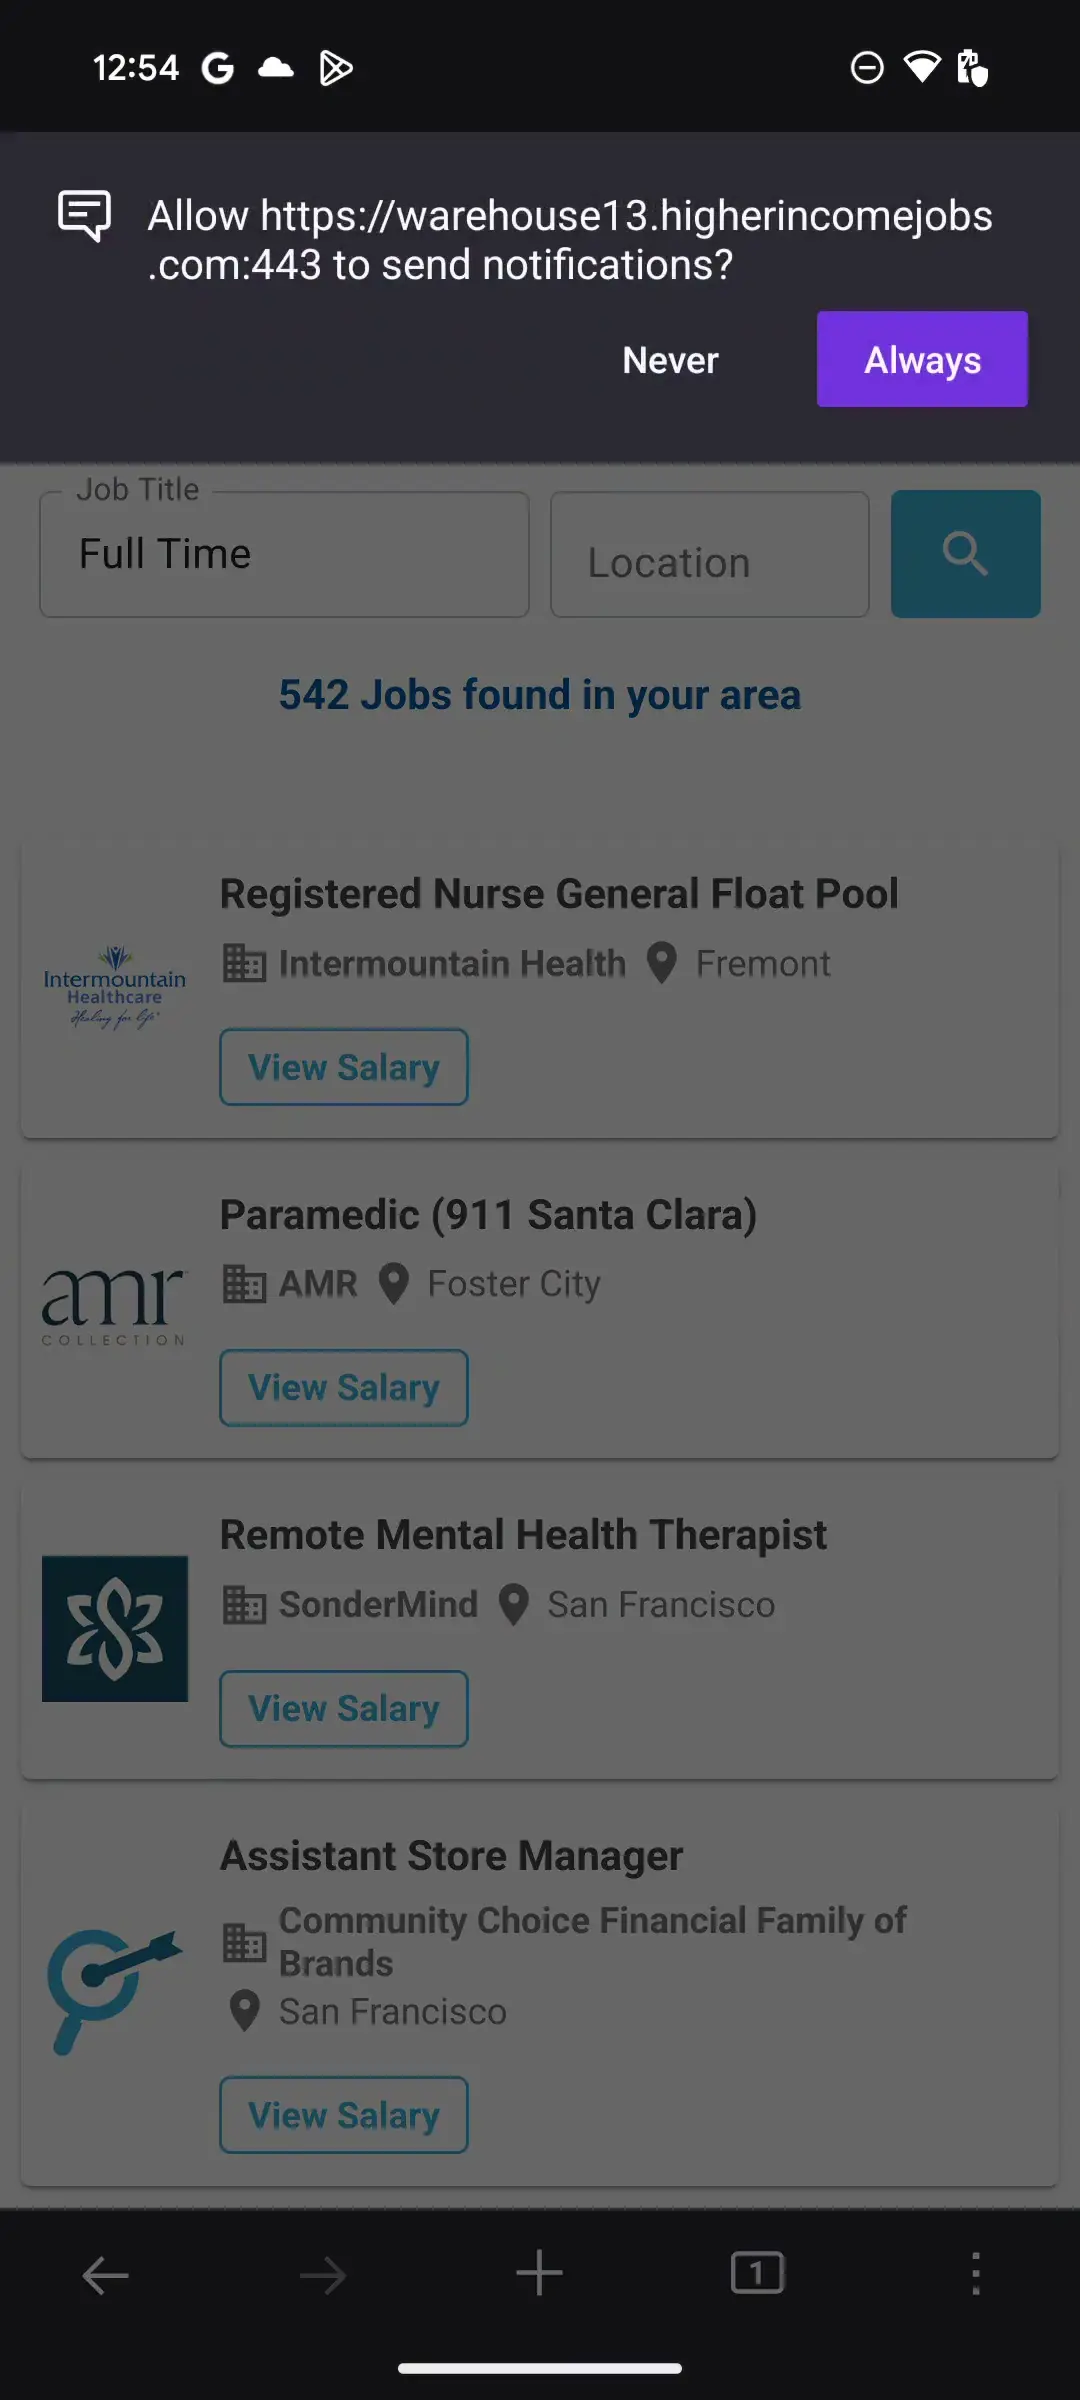 12:54
Allow https://warehouse13.higherincomejobs
.com:443 to send notifications?
Never
Always
Job Title
Full Time
Location
542 Jobs found in your area
Registered Nurse General Float Pool
Intermountain Health
Fremont
Intermountain
Healthcare
Healing for life
View Salary
Paramedic (911 Santa Clara)
AMR
Foster City
amr
COLLECTION
View Salary
Remote Mental Health Therapist
SonderMind
San Francisco
View Salary
Assistant Store Manager
Community Choice Financial Family of
Brands
San Francisco
View Salary
1